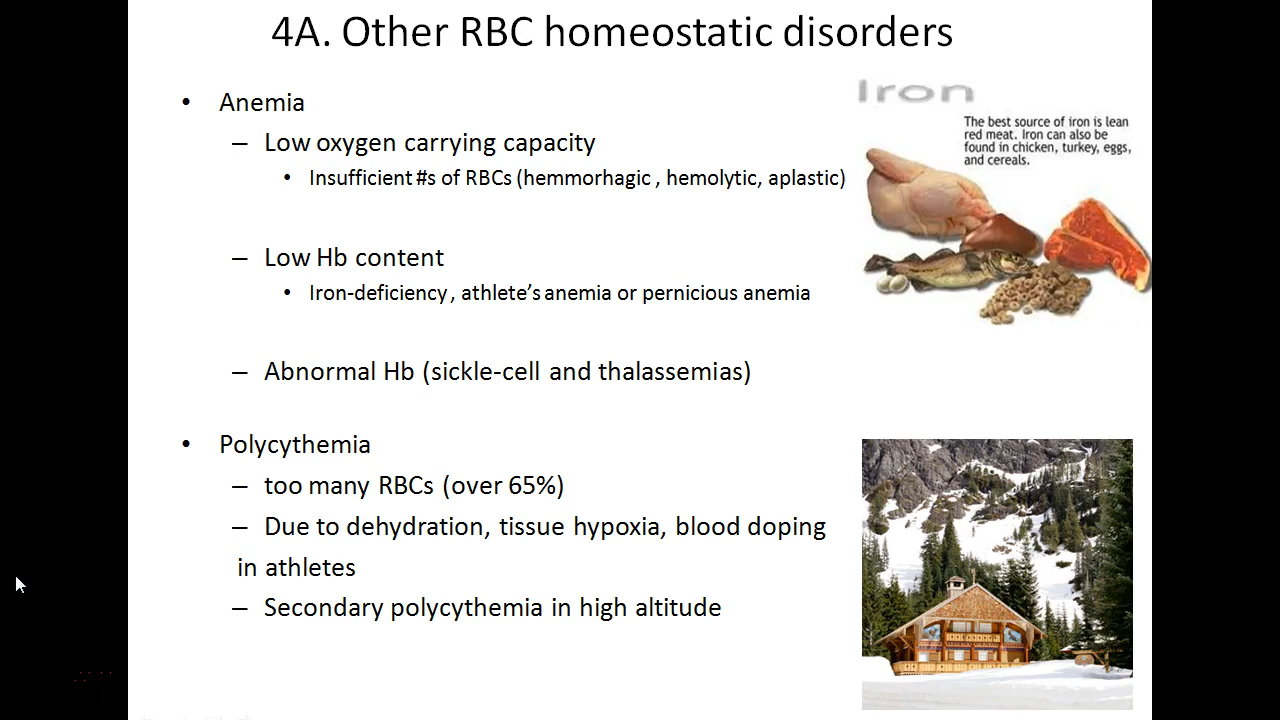 4A. Other RBC homeostatic disorders
• Anemia
– Low oxygen carrying capacity
• Insufficient #s of RBCs (hemmorhagic , hemolytic, aplastic)
– Low Hb content
• Iron-deficiency , athlete’s anemia or pernicious anemia
– Abnormal Hb (sickle-cell and thalassemias)
• Polycythemia
– too many RBCs (over 65%)
– Due to dehydration, tissue hypoxia, blood doping
in athletes
– Secondary polycythemia in high altitude
Iron
The best source of iron is lean
red meat. Iron can also be
found in chicken, turkey, eggs,
and cereals.